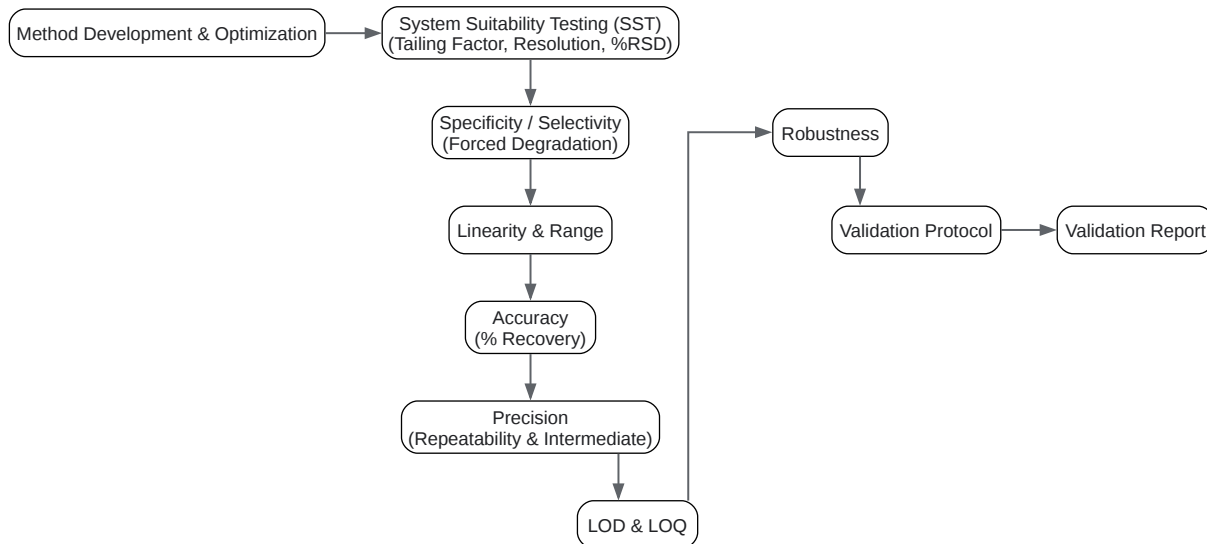 Method Development & Optimization
System Suitability Testing (SST)
(Tailing Factor, Resolution, %RSD)
Specificity / Selectivity
(Forced Degradation)
Linearity & Range
Accuracy
(% Recovery)
Precision
(Repeatability & Intermediate)
LOD & LOQ
Robustness
Validation Protocol
Validation Report